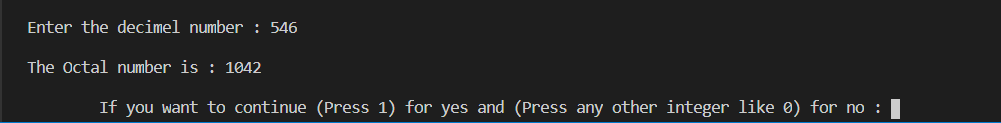 Enter the decimel number : 546
The Octal number is : 1042
If you want to continue (Press 1) for yes and (Press any other integer like 0) for no :